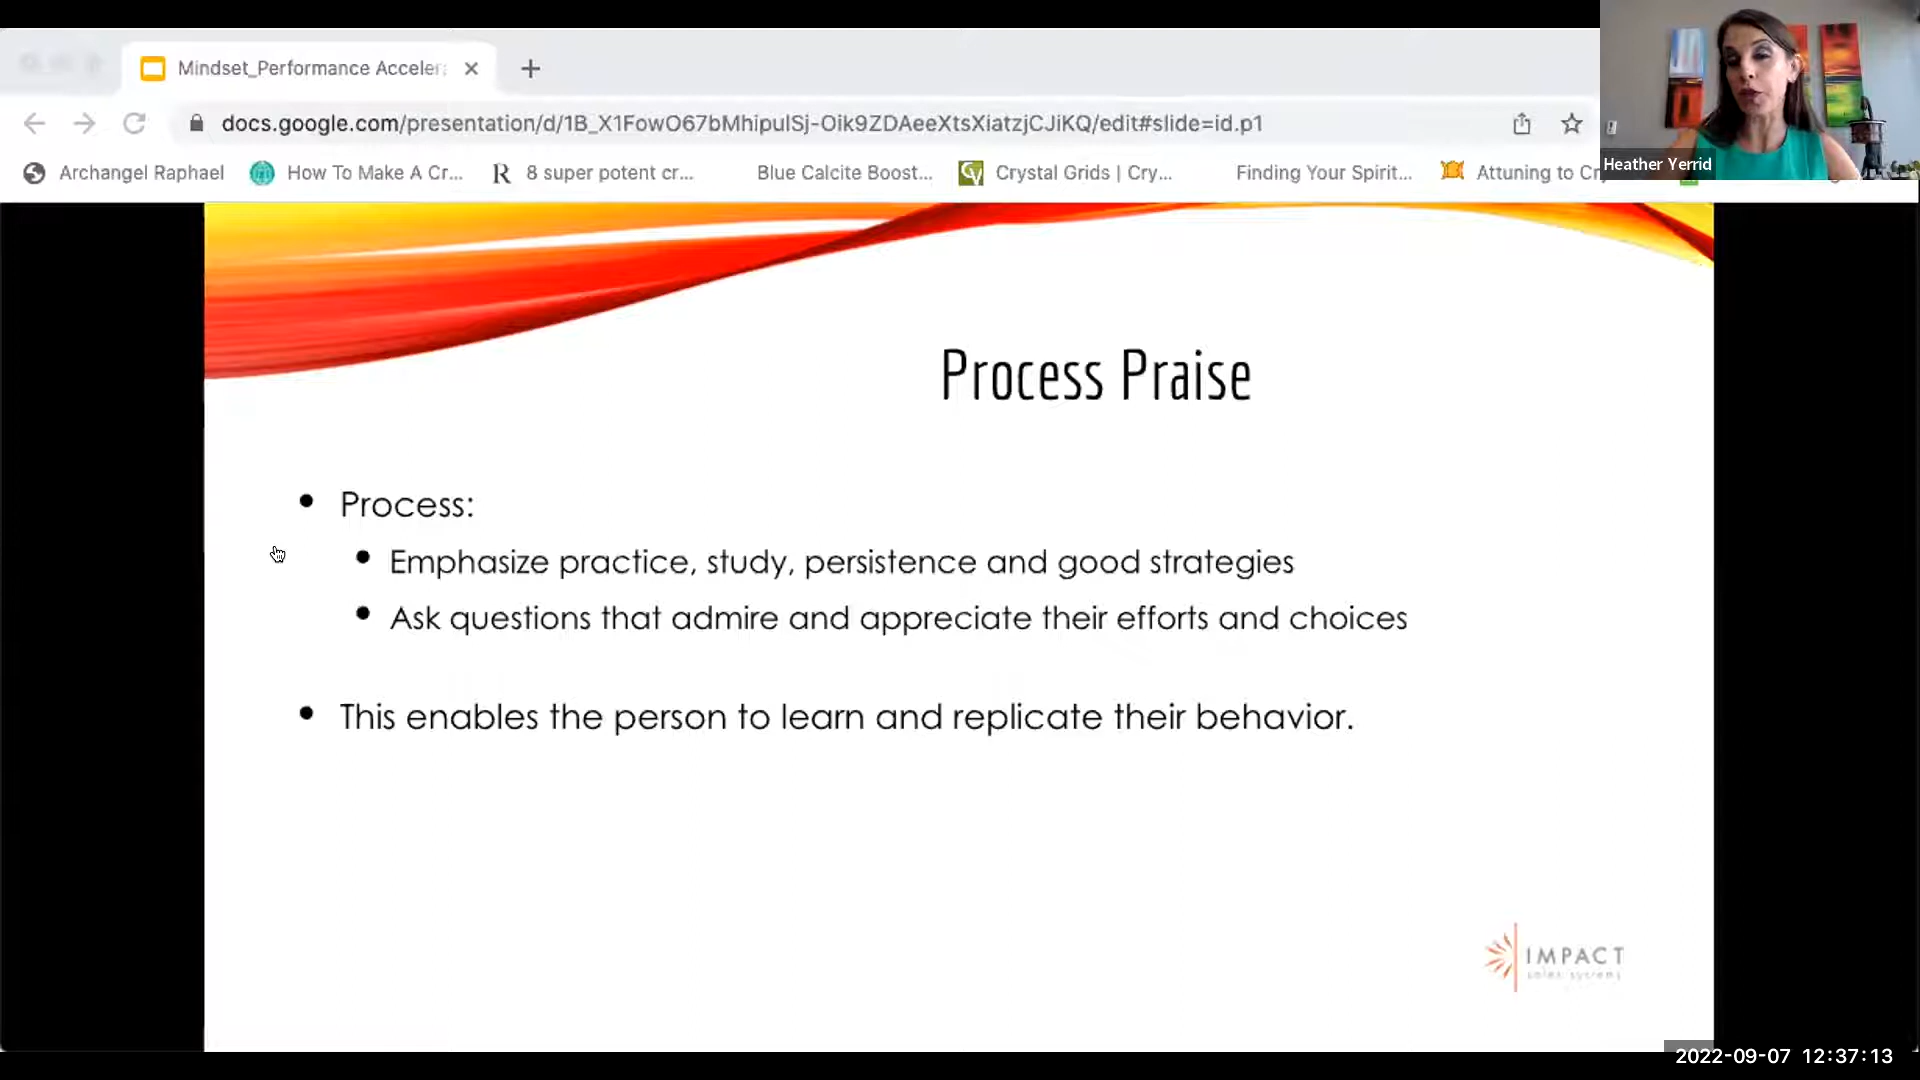 Mindset_Performance Acceler
docs.google.com/presentation/d/1B_X1FowO67bMhipulSj-Oik9ZDAeeXtsXiatzjCJiKQ/edit#slide=id.p1
Archangel Raphael
How To Make A Cr...
R
8 super potent cr...
Blue Calcite Boost...
Crystal Grids | Cry...
Finding Your Spirit...
Attuning to Cry
Heather Yerrid
Process Praise
Process:
Emphasize practice, study, persistence and good strategies
Ask questions that admire and appreciate their efforts and choices
This enables the person to learn and replicate their behavior.
IMPACT
sales systems
2022-09-07 12:37:13